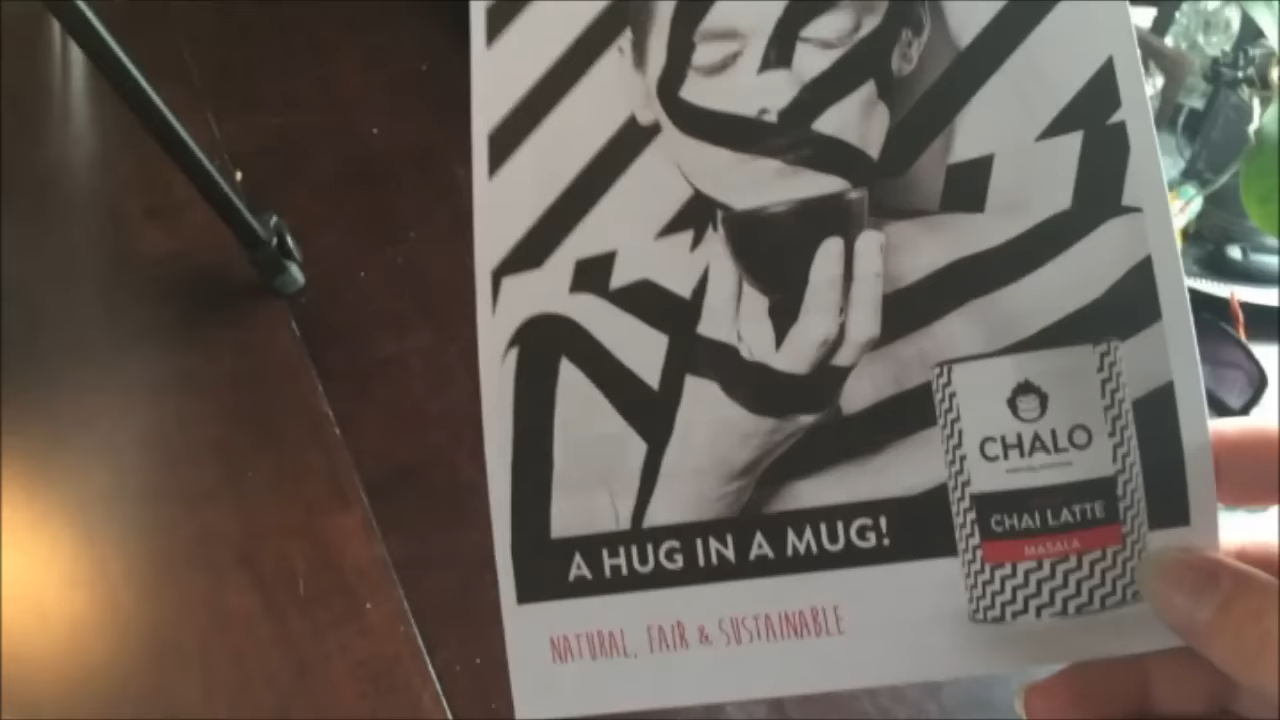 CHALO
CHAI LATTE
MASALA
A HUG IN A MUG!
NATURAL, FAIR & SUSTAINABLE